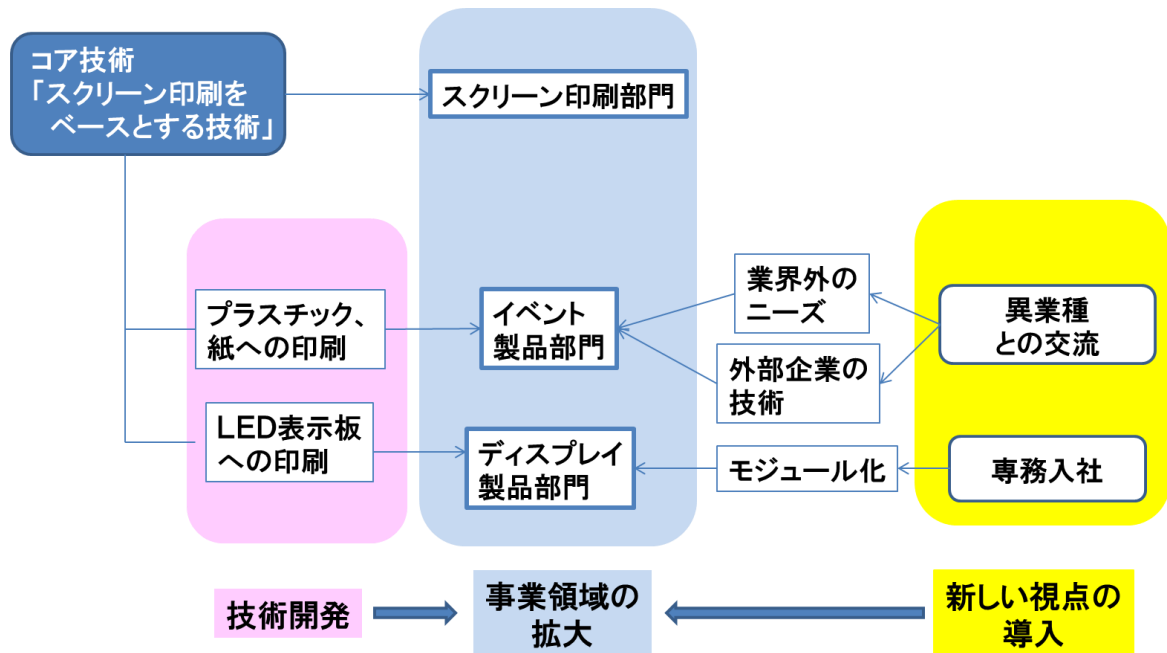 コア技術
「スクリーン印刷を
ベースとする技術」
スクリーン印刷部門
プラスチック、
紙への印刷
イベント
製品部門
業界外の
ニーズ
外部企業の
技術
異業種
との交流
LED表示板
への印刷
ディスプレイ
製品部門
モジュール化
専務入社
技術開発
事業領域の
拡大
新しい視点の
導入